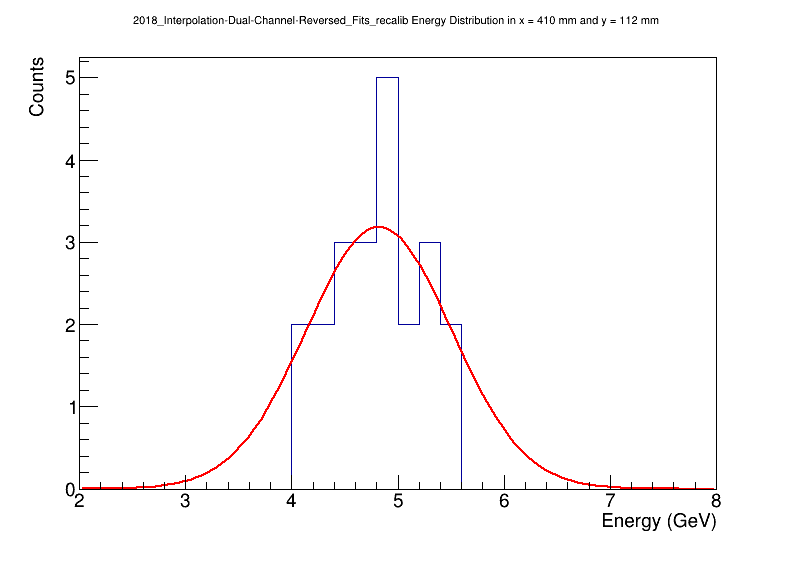 2018_Interpolation-Dual-Channel-Reversed_Fits_recalib Energy Distribution in x = 410 mm and y = 112 mm
Counts
5
4
3
2
1
0
2 3 4 5 6 7 8
Energy (GeV)